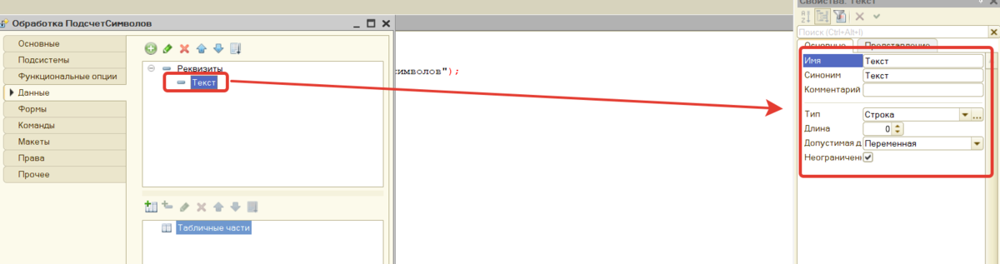 Свойства: Текст
Обработка ПодсчетСимволов
Основные
Подсистемы
Функциональные опции
Данные
Формы
Команды
Макеты
Права
Прочее
Реквизиты
Текст
Табличные части
символов");
Поиск (Ctrl+Alt+I)
Основные Представление
Имя Текст
Синоним Текст
Комментарий
Тип Строка ...
Длина 0
Допустимая д Переменная
Неограничен